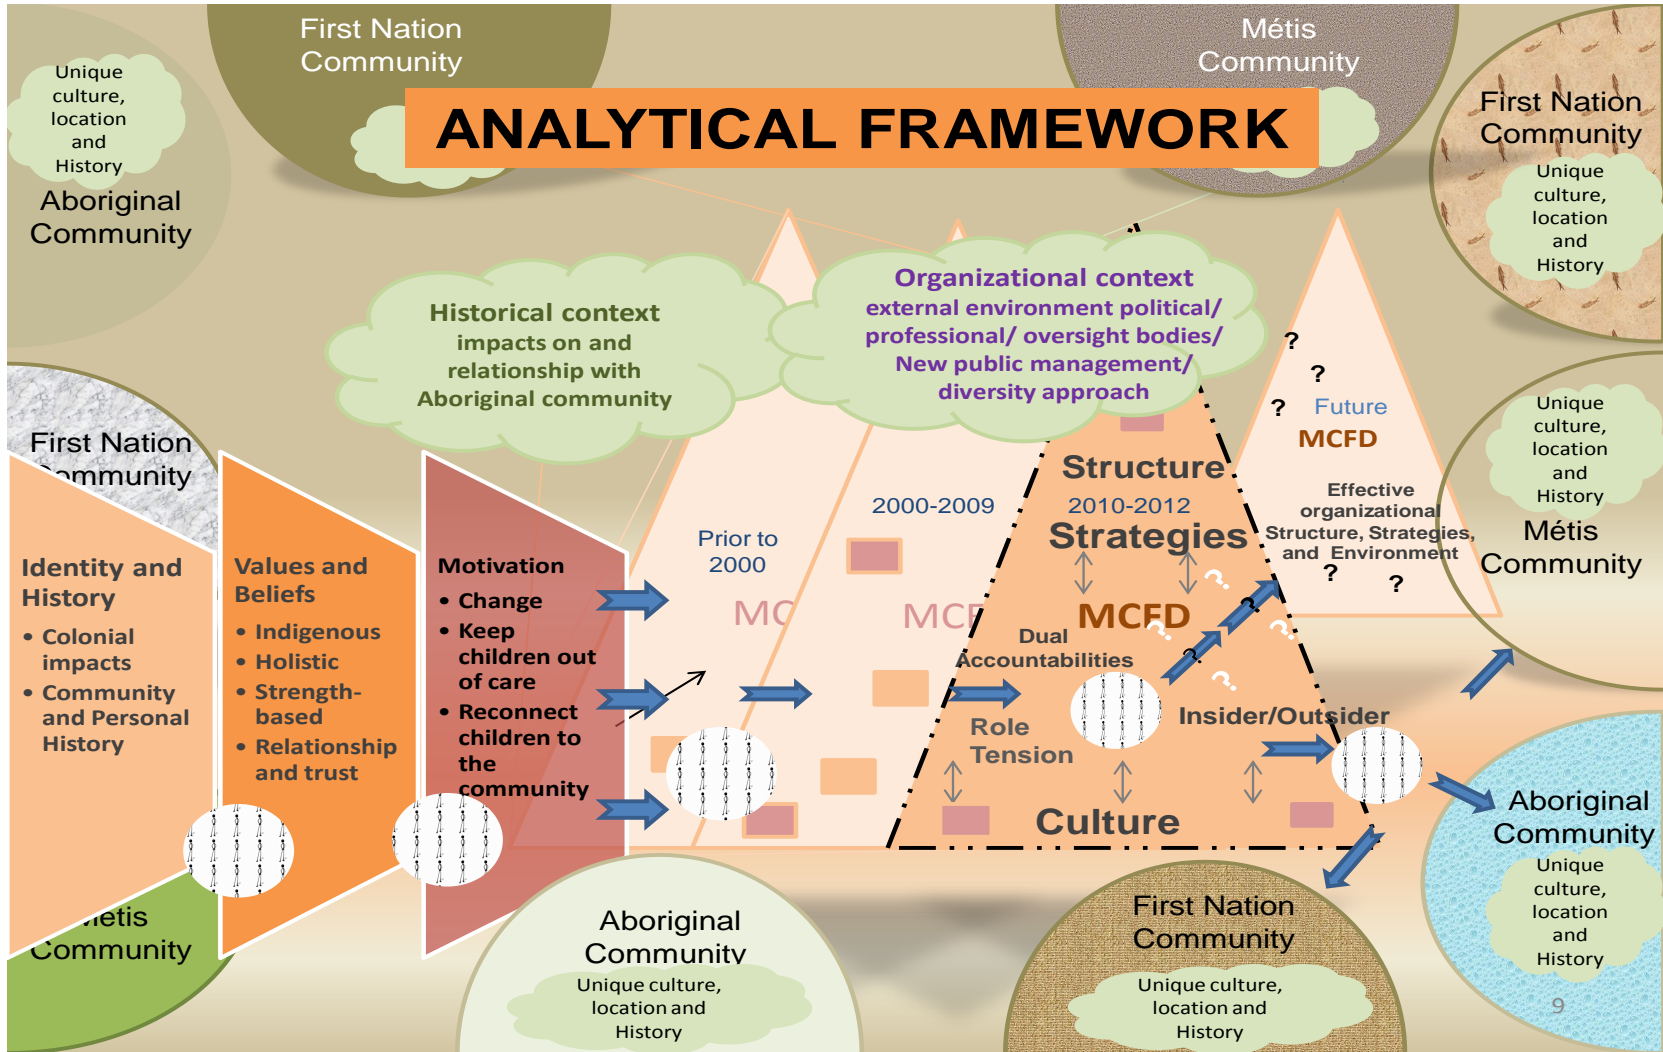 First Nation
Community
Métis
Community
ANALYTICAL FRAMEWORK
Unique
culture,
location
and
History
Aboriginal
Community
First Nation
Community
Unique
culture,
location
and
History
Historical context
impacts on and
relationship with
Aboriginal community
Organizational context
external environment political/
professional/ oversight bodies/
New public management/
diversity approach
?
?
?
Future
MCFD
Effective
organizational
Structure, Strategies,
and Environment
?
?
Unique
culture,
location
and
History
Métis
Community
First Nation
Community
Identity and
History
• Colonial
impacts
• Community
and Personal
History
Values and
Beliefs
• Indigenous
• Holistic
• Strength-
based
• Relationship
and trust
Motivation
• Change
• Keep
children out
of care
• Reconnect
children to
the
community
Prior to
2000
MC
2000-2009
MCF
Structure
2010-2012
Strategies
MCFD
Dual
Accountabilities
?
?
?
?
?
?
Insider/Outsider
Role
Tension
Culture
Metis
Community
Aboriginal
Community
Unique culture,
location and
History
First Nation
Community
Unique culture,
location and
History
Aboriginal
Community
Unique
culture,
location
and
History
9